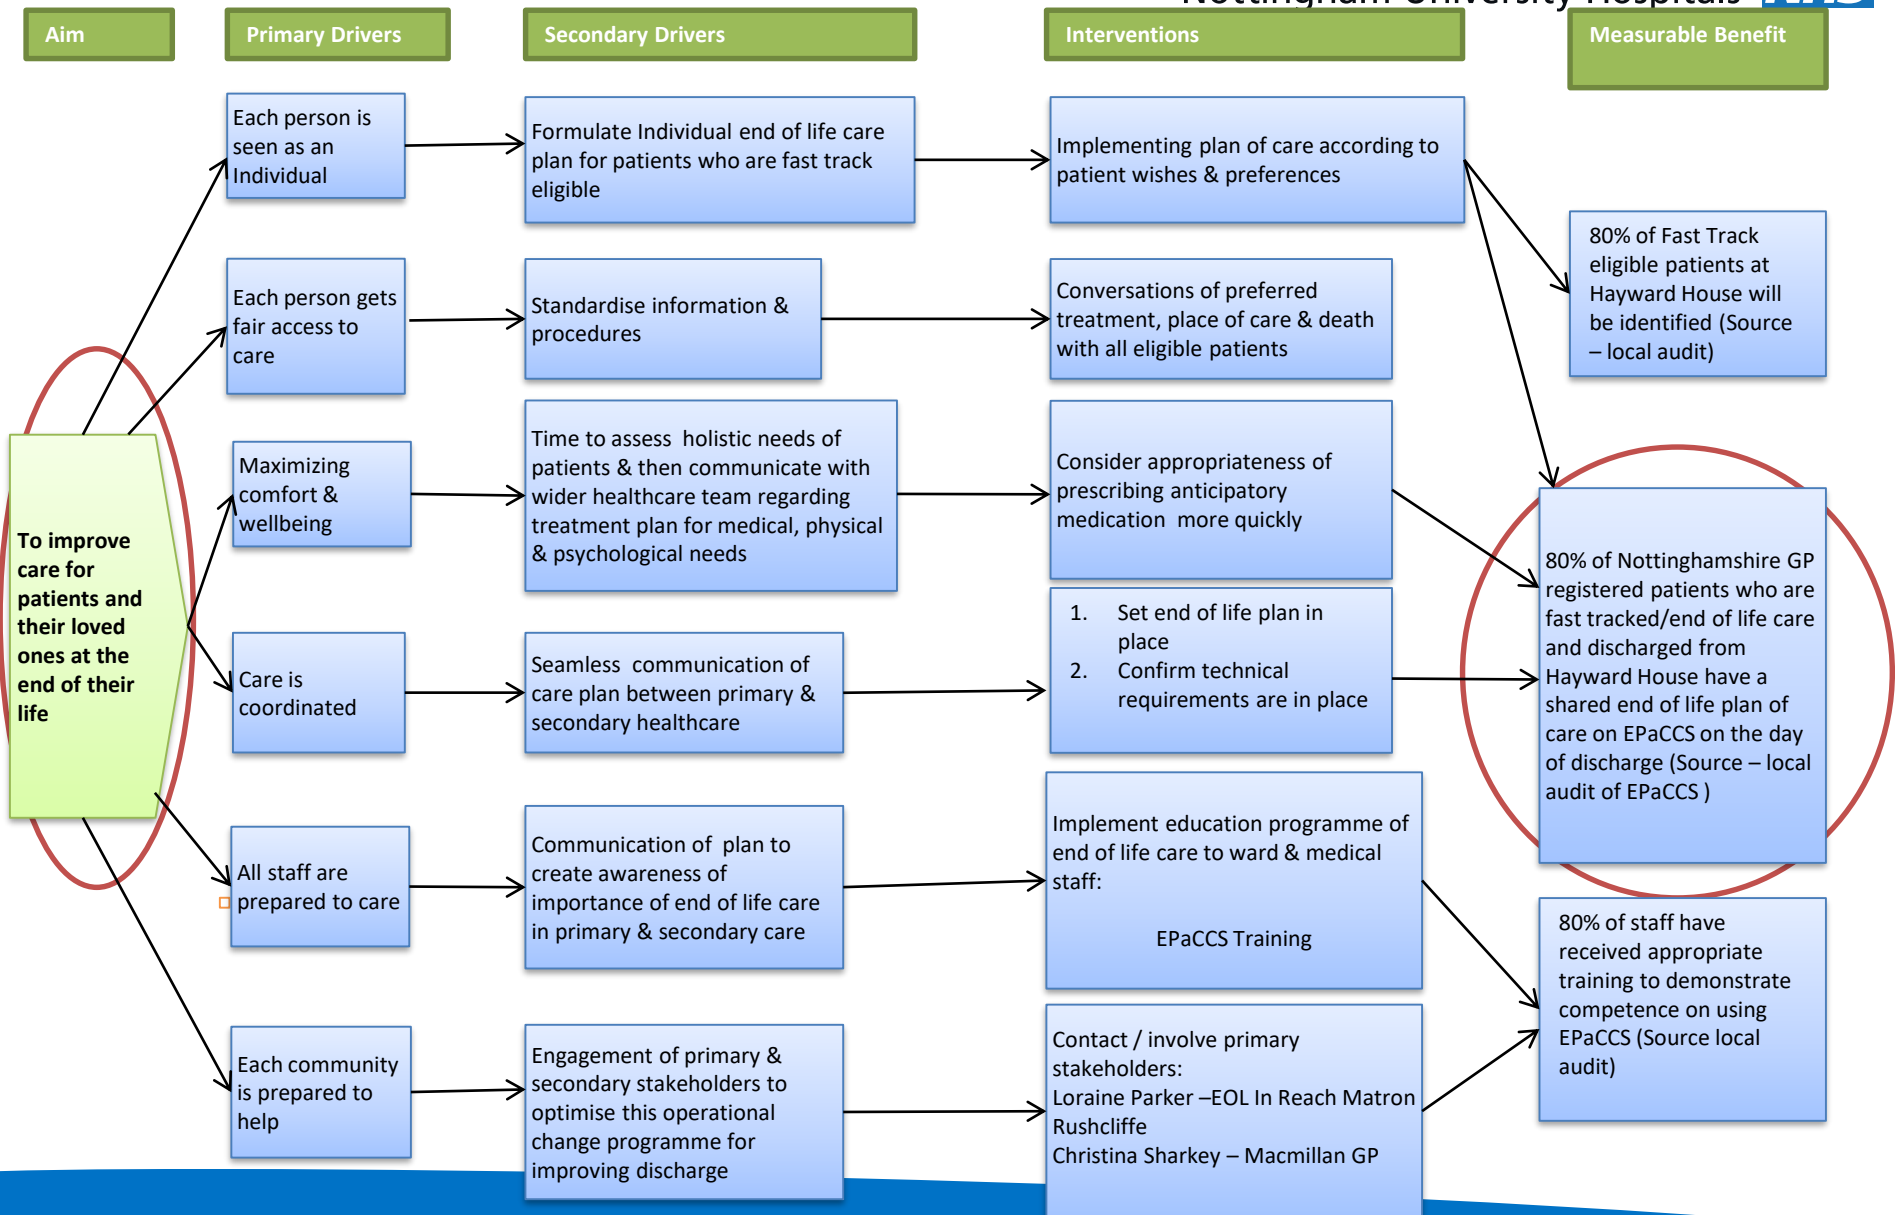 Nottingham University Hospitals NHS
Aim
Primary Drivers
Secondary Drivers
Interventions
Measurable Benefit
Each person is
seen as an
Individual
Formulate Individual end of life care
plan for patients who are fast track
eligible
Implementing plan of care according to
patient wishes & preferences
80% of Fast Track
eligible patients at
Hayward House will
be identified (Source
– local audit)
Each person gets
fair access to
care
Standardise information &
procedures
Conversations of preferred
treatment, place of care & death
with all eligible patients
To improve
care for
patients and
their loved
ones at the
end of their
life
Maximizing
comfort &
wellbeing
Time to assess  holistic needs of
patients & then communicate with
wider healthcare team regarding
treatment plan for medical, physical
& psychological needs
Consider appropriateness of
prescribing anticipatory
medication  more quickly
80% of Nottinghamshire GP
registered patients who are
fast tracked/end of life care
and discharged from
Hayward House have a
shared end of life plan of
care on EPaCCS on the day
of discharge (Source – local
audit of EPaCCS )
Care is
coordinated
Seamless  communication of
care plan between primary &
secondary healthcare
1. Set end of life plan in
place
2. Confirm technical
requirements are in place
All staff are
prepared to care
Communication of  plan to
create awareness of
importance of end of life care
in primary & secondary care
Implement education programme of
end of life care to ward & medical
staff:
EPaCCS Training
80% of staff have
received appropriate
training to demonstrate
competence on using
EPaCCS (Source local
audit)
Each community
is prepared to
help
Engagement of primary &
secondary stakeholders to
optimise this operational
change programme for
improving discharge
Contact / involve primary
stakeholders:
Loraine Parker –EOL In Reach Matron
Rushcliffe
Christina Sharkey – Macmillan GP